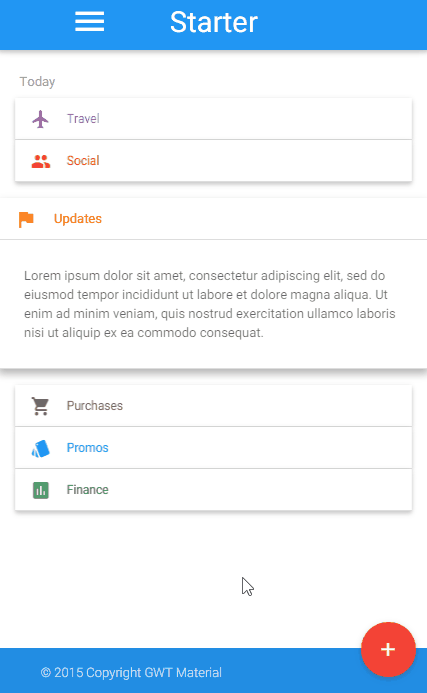 Starter
Today
Travel
Social
Updates
Lorem ipsum dolor sit amet, consectetur adipiscing elit, sed do
eiusmod tempor incididunt ut labore et dolore magna aliqua. Ut
enim ad minim veniam, quis nostrud exercitation ullamco laboris
nisi ut aliquip ex ea commodo consequat.
Purchases
Promos
Finance
© 2015 Copyright GWT Material